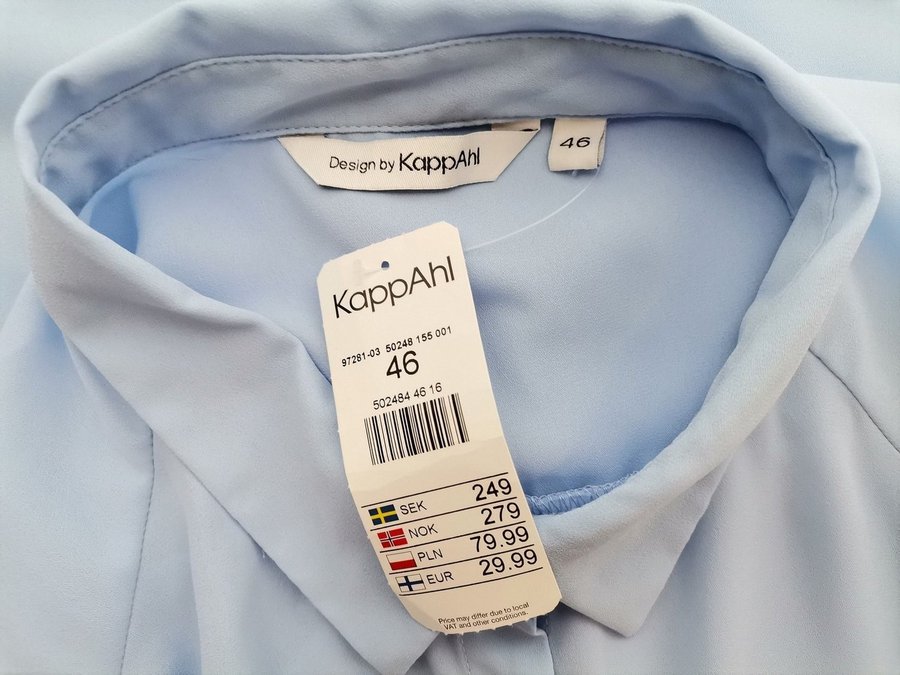 Design by KappAhl
46
KappAhl
97281-03 50248 155 001
46
502484 46 16
SEK 249
NOK 279
PLN 79.99
EUR 29.99
Price may differ due to local
VAT and other conditions.